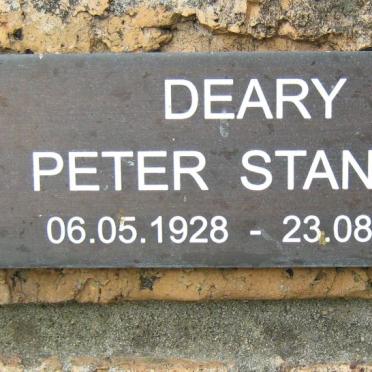 DEARY
PETER STAN
06.05.1928 - 23.08